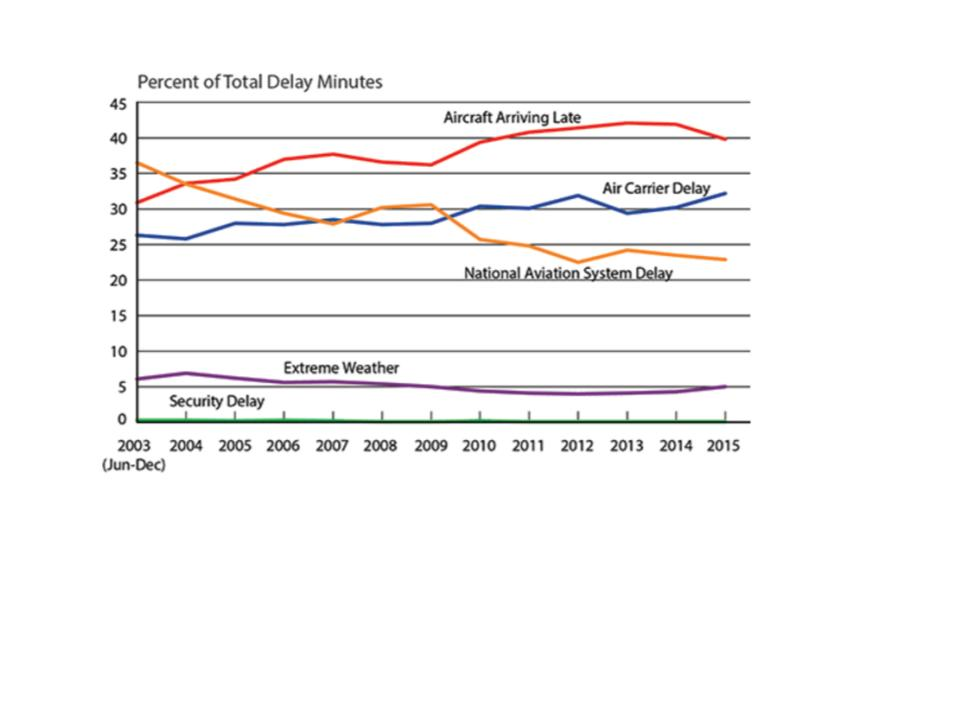 Percent of Total Delay Minutes
45
Aircraft Arriving Late
40
35
Air Carrier Delay
30
25
National Aviation System Delay
20
15
10
Extreme Weather
5
Security Delay
0
2003 2004 2005 2006 2007 2008 2009 2010 2011 2012 2013 2014 2015
(Jun-Dec)